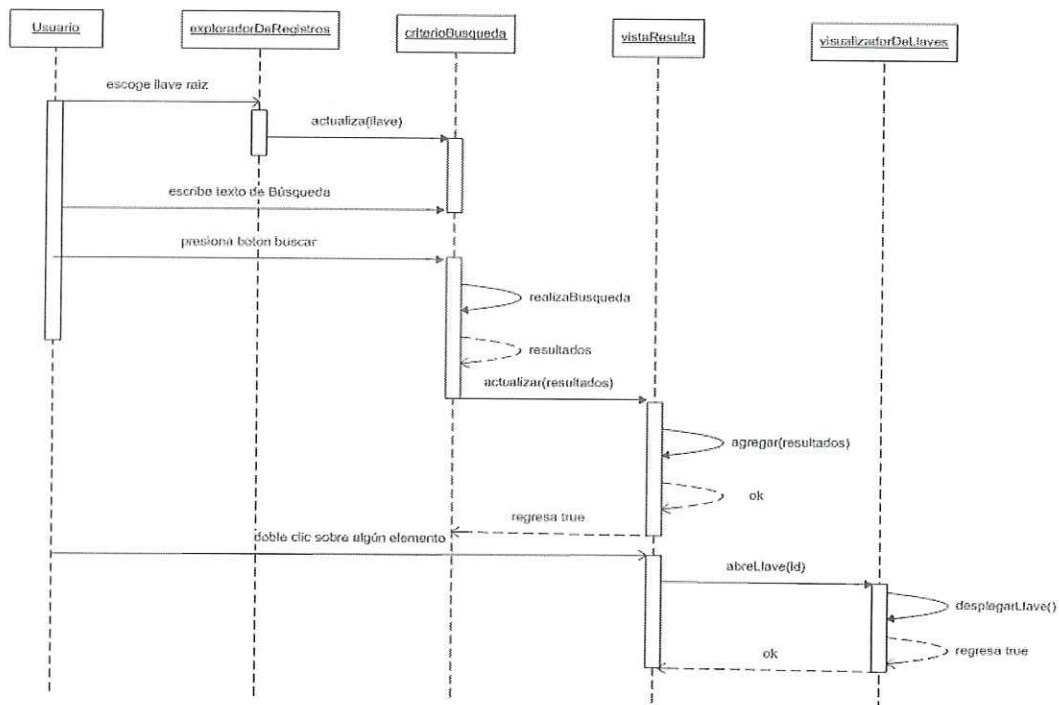 Usuario
exploradorDeRegistros
criterioBusqueda
vistaResulta
visualizadorDeLlaves
escoge llave raiz
actualiza(llave)
escribe texto de Búsqueda
presiona boton buscar
realizaBusqueda
resultados
actualizar(resultados)
agregar(resultados)
ok
regresa true
doble clic sobre algún elemento
abreLlave(Id)
desplegarLlave()
regresa true
ok